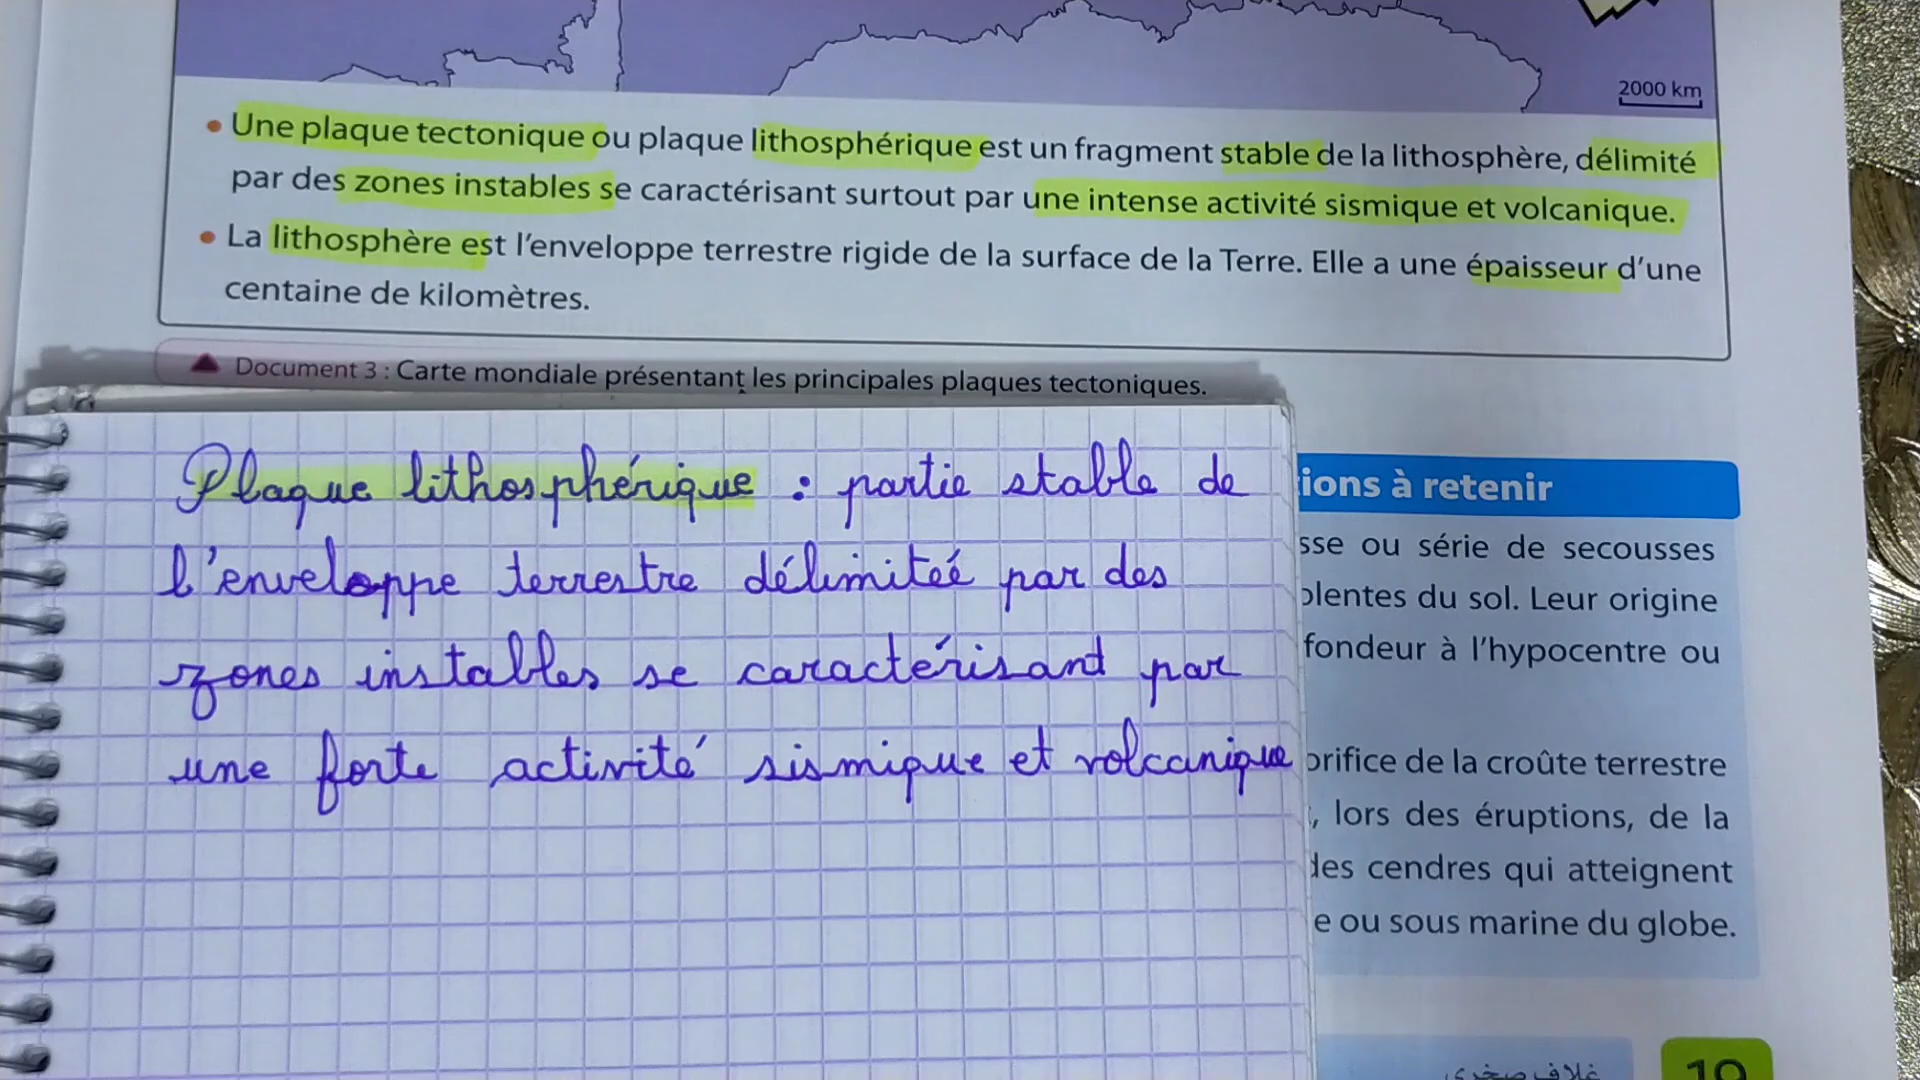 2000 km
• Une plaque tectonique ou plaque lithosphérique est un fragment stable de la lithosphère, délimité
par des zones instables se caractérisant surtout par une intense activité sismique et volcanique.
• La lithosphère est l'enveloppe terrestre rigide de la surface de la Terre. Elle a une épaisseur d'une
centaine de kilomètres.
Document 3 : Carte mondiale présentant les principales plaques tectoniques.
Plaque lithosphérique : partie stable de
l'enveloppe terrestre délimiteé par des
zones instables se caractérisant par
une forte activité sismique et volcanique
ions à retenir
sse ou série de secousses
olentes du sol. Leur origine
fondeur à l'hypocentre ou
orifice de la croûte terrestre
, lors des éruptions, de la
des cendres qui atteignent
e ou sous marine du globe.
غلاف صخري
19